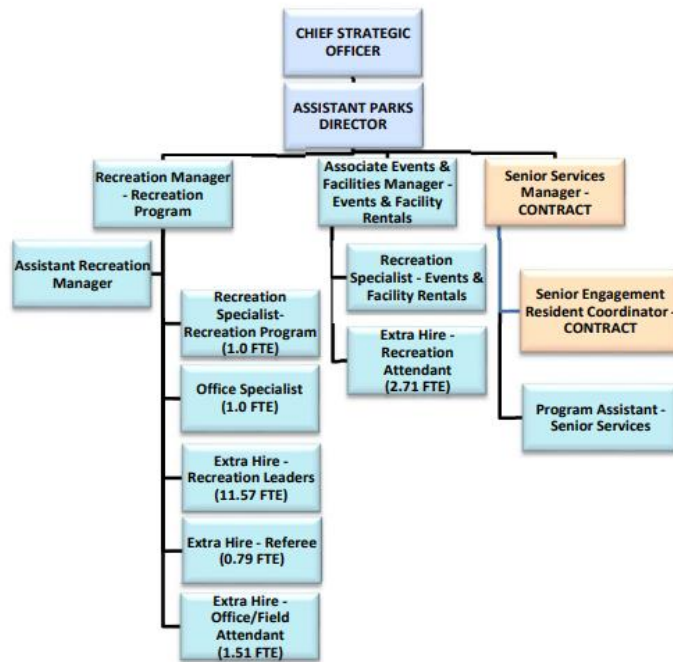 CHIEF STRATEGIC
OFFICER
ASSISTANT PARKS
DIRECTOR
Recreation Manager
- Recreation
Program
Associate Events &
Facilities Manager -
Events & Facility
Rentals
Senior Services
Manager -
CONTRACT
Assistant Recreation
Manager
Recreation
Specialist - Events &
Facility Rentals
Senior Engagement
Resident Coordinator -
CONTRACT
Recreation
Specialist-
Recreation Program
(1.0 FTE)
Extra Hire -
Recreation
Attendant
(2.71 FTE)
Office Specialist
(1.0 FTE)
Program Assistant -
Senior Services
Extra Hire -
Recreation Leaders
(11.57 FTE)
Extra Hire - Referee
(0.79 FTE)
Extra Hire -
Office/Field
Attendant
(1.51 FTE)